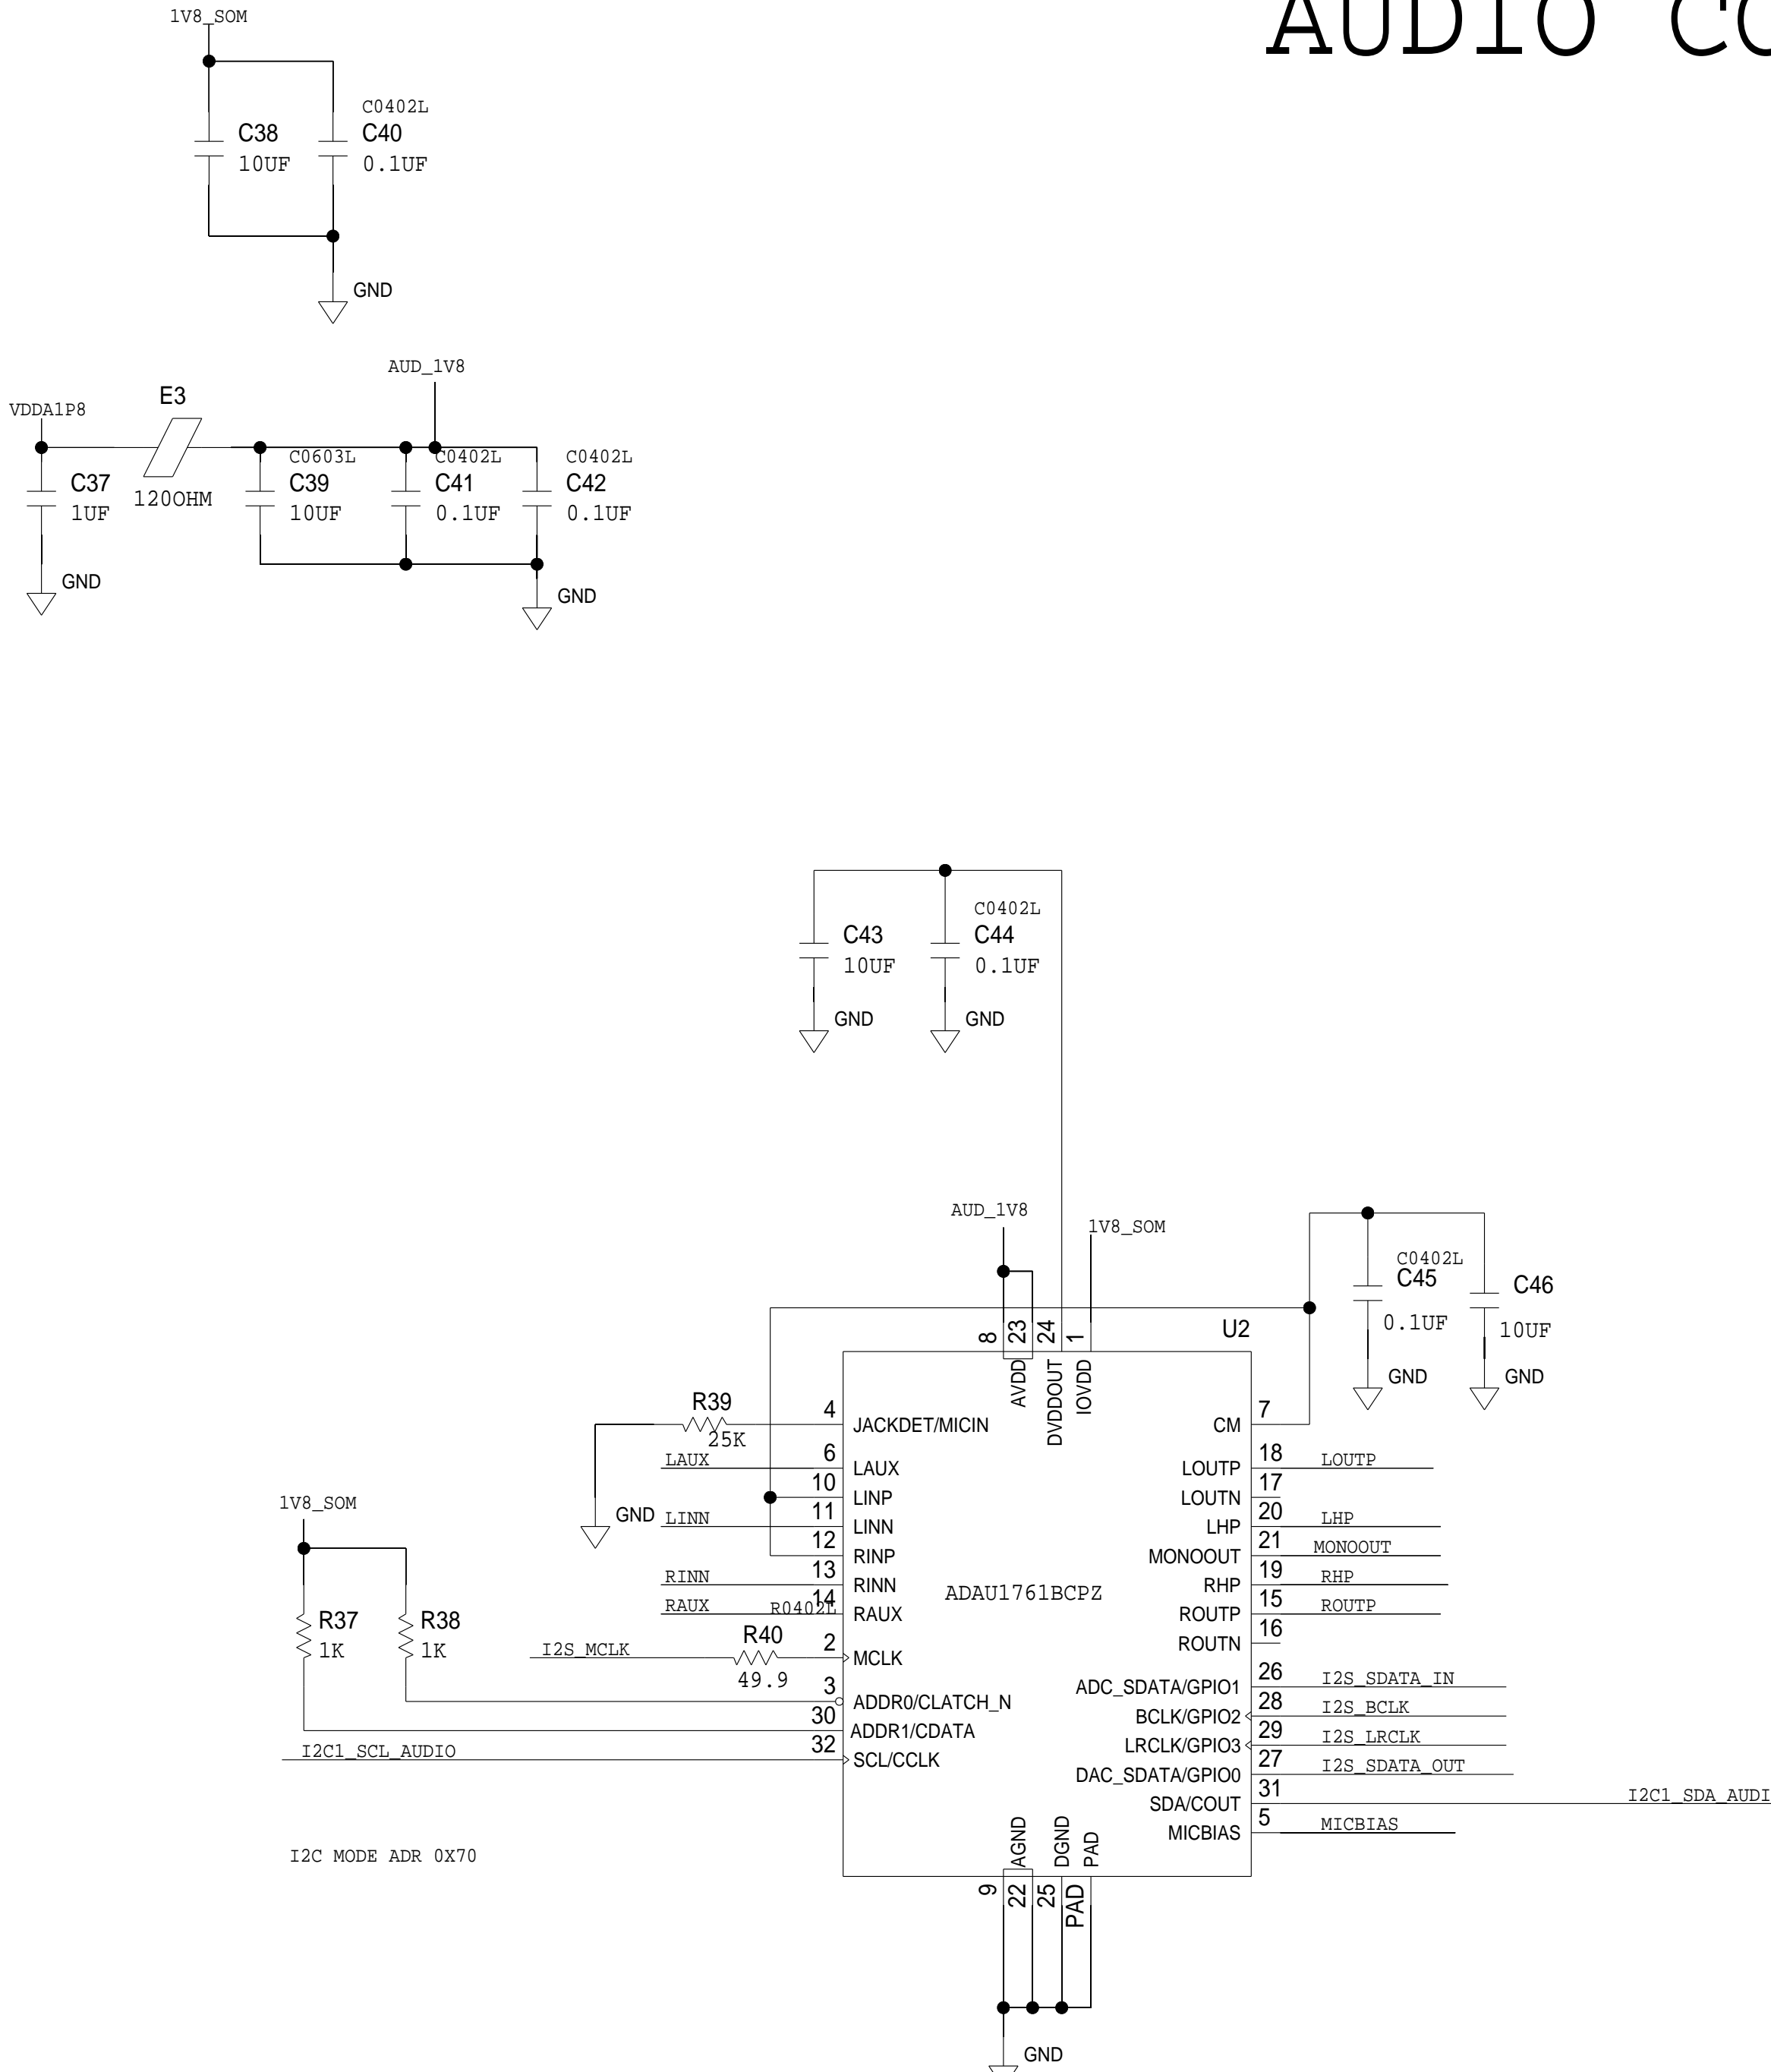 AUDIO CO
1V8_SOM
C0402L
C38
C40
10UF
0.1UF
GND
AUD_1V8
E3
VDDA1P8
C0603L
C0402L
C0402L
C37
C39
C41
C42
1UF
120OHM
10UF
0.1UF
0.1UF
GND
GND
C0402L
C43
C44
10UF
0.1UF
GND
GND
AUD_1V8
1V8_SOM
C0402L
C45
C46
0.1UF
10UF
GND
GND
U2
8
23
24
1
AVDD
DVDDOUT
IOVDD
R39
25K
4
JACKDET/MICIN
7
CM
LAUX
6
LAUX
18
LOUTP
LOUTP
10
LINP
17
LOUTN
1V8_SOM
GND
LINN
11
LINN
20
LHP
LHP
12
RINP
21
MONOOUT
MONOOUT
RINN
13
RINN
19
RHP
RHP
ADAU1761BCPZ
RAUX
R0402L
14
RAUX
15
ROUTP
ROUTP
R37
1K
R38
1K
16
ROUTN
I2S_MCLK
R40
49.9
2
MCLK
26
ADC_SDATA/GPIO1
I2S_SDATA_IN
3
ADDR0/CLATCH_N
28
BCLK/GPIO2
I2S_BCLK
30
ADDR1/CDATA
29
LRCLK/GPIO3
I2S_LRCLK
I2C1_SCL_AUDIO
32
SCL/CCLK
27
DAC_SDATA/GPIO0
I2S_SDATA_OUT
31
SDA/COUT
I2C1_SDA_AUDI
5
MICBIAS
MICBIAS
I2C MODE ADR 0X70
AGND
DGND
PAD
9
22
25
PAD
GND